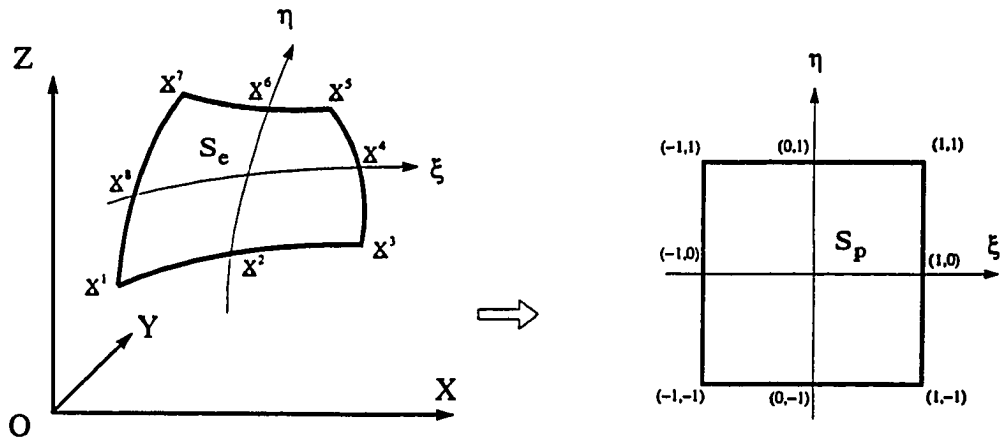 Z
η
X⁷
X⁶
X⁵
S_e
X⁴
ξ
X⁸
X¹
X²
X³
Y
X
O
η
(-1,1)
(0,1)
(1,1)
S_p
ξ
(-1,0)
(1,0)
(-1,-1)
(0,-1)
(1,-1)